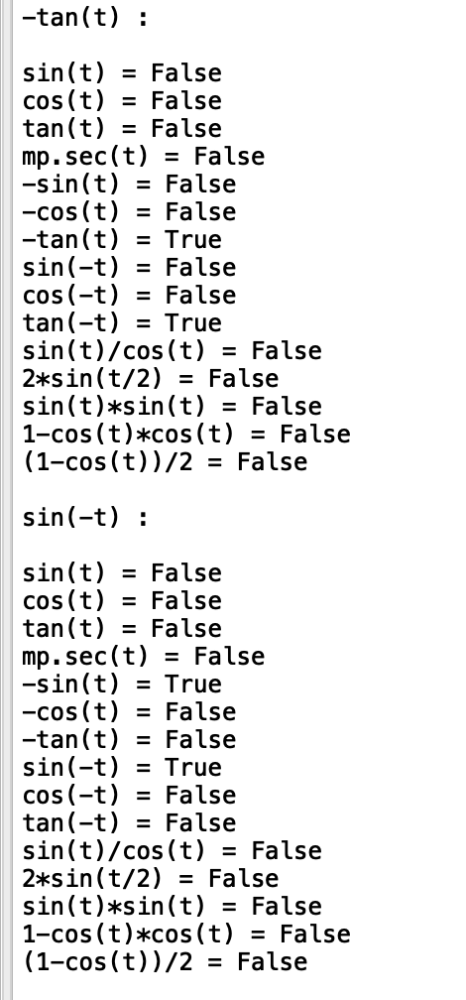 -tan(t) :
sin(t) = False
cos(t) = False
tan(t) = False
mp.sec(t) = False
-sin(t) = False
-cos(t) = False
-tan(t) = True
sin(-t) = False
cos(-t) = False
tan(-t) = True
sin(t)/cos(t) = False
2*sin(t/2) = False
sin(t)*sin(t) = False
1-cos(t)*cos(t) = False
(1-cos(t))/2 = False
sin(-t) :
sin(t) = False
cos(t) = False
tan(t) = False
mp.sec(t) = False
-sin(t) = True
-cos(t) = False
-tan(t) = False
sin(-t) = True
cos(-t) = False
tan(-t) = False
sin(t)/cos(t) = False
2*sin(t/2) = False
sin(t)*sin(t) = False
1-cos(t)*cos(t) = False
(1-cos(t))/2 = False